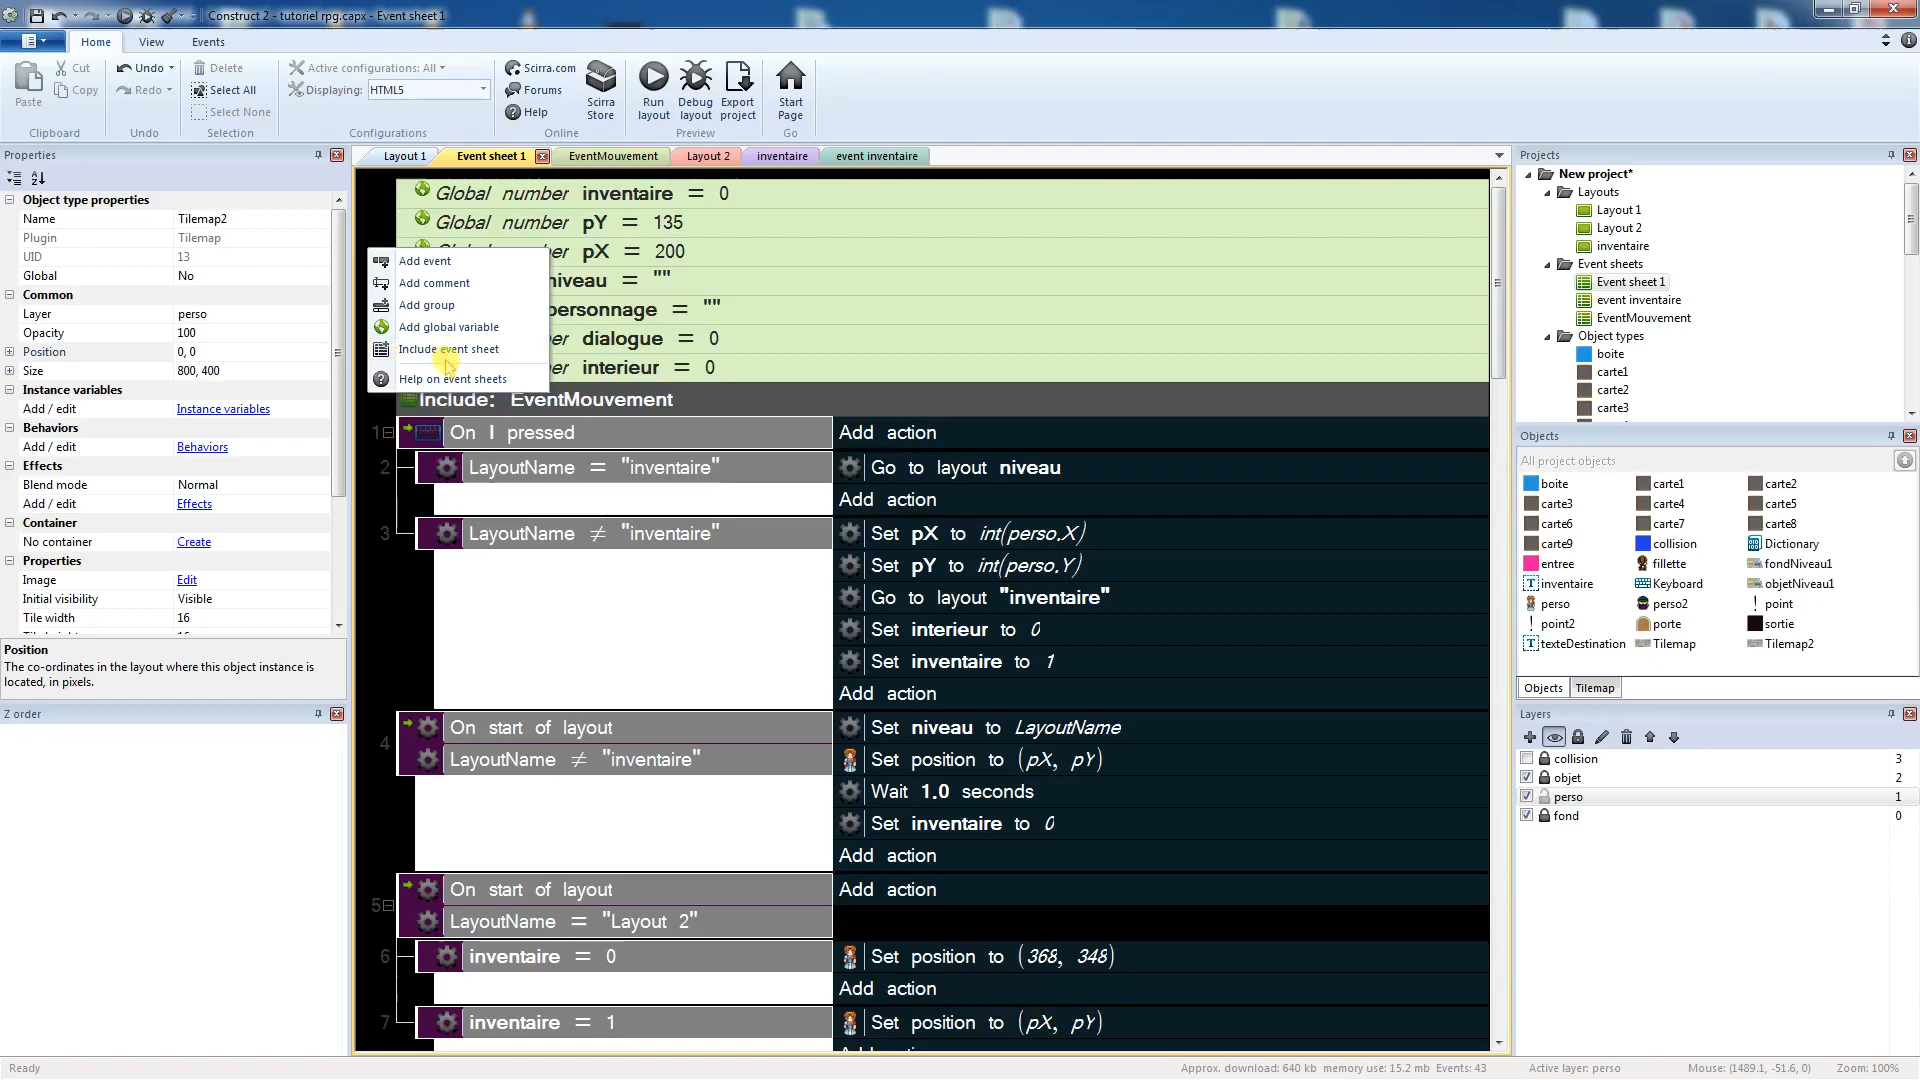 Construct 2 - tutoriel rpg.capx - Event sheet 1
Home
View
Events
Paste
Cut
Copy
Clipboard
Undo
Redo
Undo
Delete
Select All
Select None
Selection
Active configurations: All
Displaying: HTML5
Configurations
Scirra.com
Forums
Help
Scirra Store
Online
Run layout
Debug layout
Export project
Preview
Start Page
Go
Properties
Object type properties
Name Tilemap2
Plugin Tilemap
UID 13
Global No
Common
Layer perso
Opacity 100
Position 0, 0
Size 800, 400
Instance variables
Add / edit Instance variables
Behaviors
Add / edit Behaviors
Effects
Blend mode Normal
Add / edit Effects
Container
No container Create
Properties
Image Edit
Initial visibility Visible
Tile width 16
Position
The co-ordinates in the layout where this object instance is located, in pixels.
Z order
Layout 1
Event sheet 1
EventMouvement
Layout 2
inventaire
event inventaire
Global number inventaire = 0
Global number pY = 135
pX = 200
niveau = ""
personnage = ""
dialogue = 0
interieur = 0
Add event
Add comment
Add group
Add global variable
Include event sheet
Help on event sheets
Include: EventMouvement
1 On I pressed Add action
2 LayoutName = "inventaire" Go to layout niveau
Add action
3 LayoutName ≠ "inventaire" Set pX to int(perso.X)
Set pY to int(perso.Y)
Go to layout "inventaire"
Set interieur to 0
Set inventaire to 1
Add action
4 On start of layout Set niveau to LayoutName
LayoutName ≠ "inventaire" Set position to (pX, pY)
Wait 1.0 seconds
Set inventaire to 0
Add action
5 On start of layout Add action
LayoutName = "Layout 2"
6 inventaire = 0 Set position to (368, 348)
Add action
7 inventaire = 1 Set position to (pX, pY)
Projects
New project*
Layouts
Layout 1
Layout 2
inventaire
Event sheets
Event sheet 1
event inventaire
EventMouvement
Object types
boite
carte1
carte2
carte3
Objects
All project objects
boite carte1 carte2
carte3 carte4 carte5
carte6 carte7 carte8
carte9 collision Dictionary
entree fillette fondNiveau1
inventaire Keyboard objetNiveau1
perso perso2 point
point2 porte sortie
texteDestination Tilemap Tilemap2
Objects Tilemap
Layers
collision 3
objet 2
perso 1
fond 0
Ready
Approx. download: 640 kb memory use: 15.2 mb Events: 43 Active layer: perso Mouse: (1489.1, -51.6, 0) Zoom: 100%